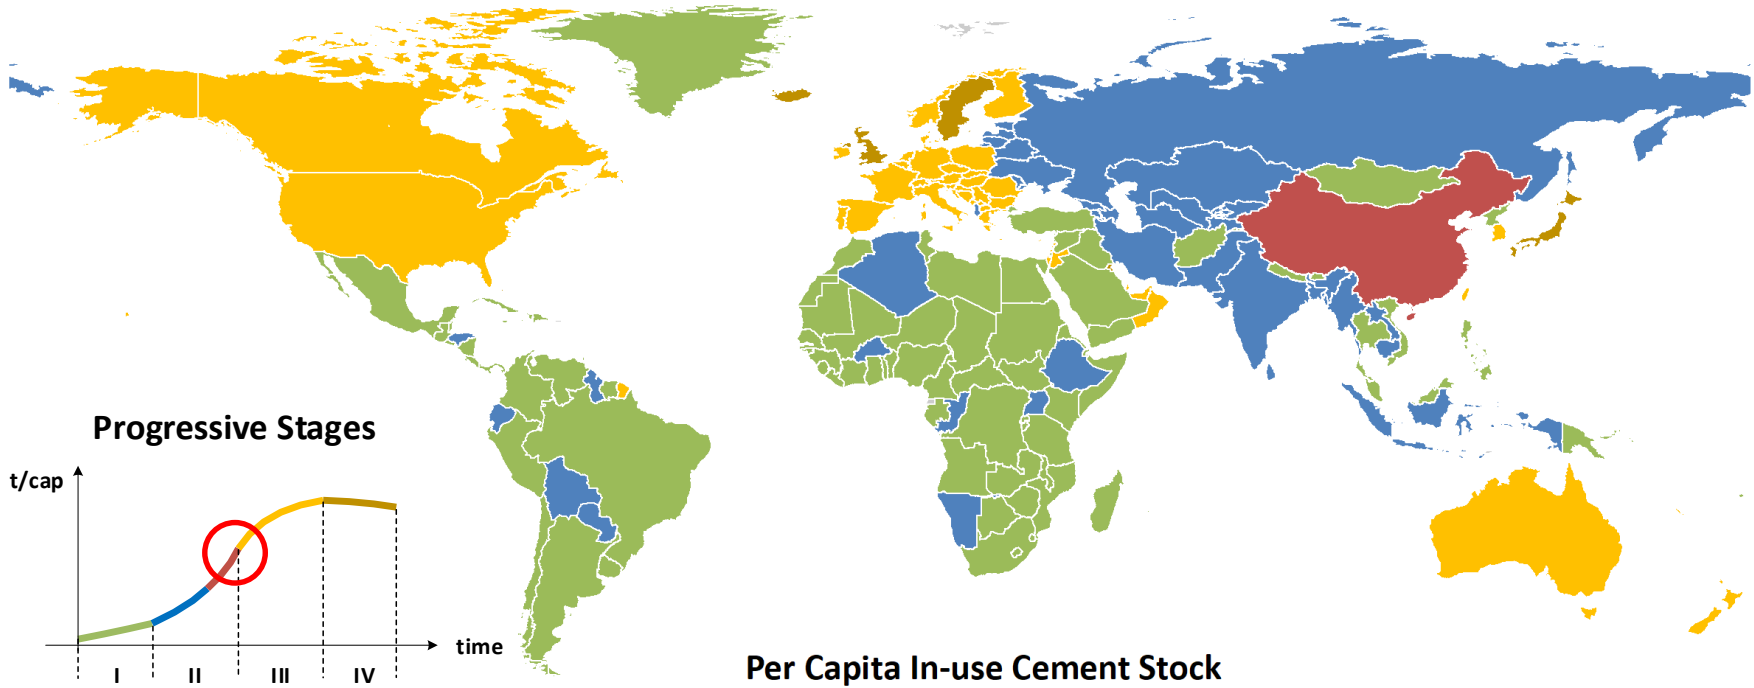 Progressive Stages
t/cap
time
I II III IV
Per Capita In-use Cement Stock